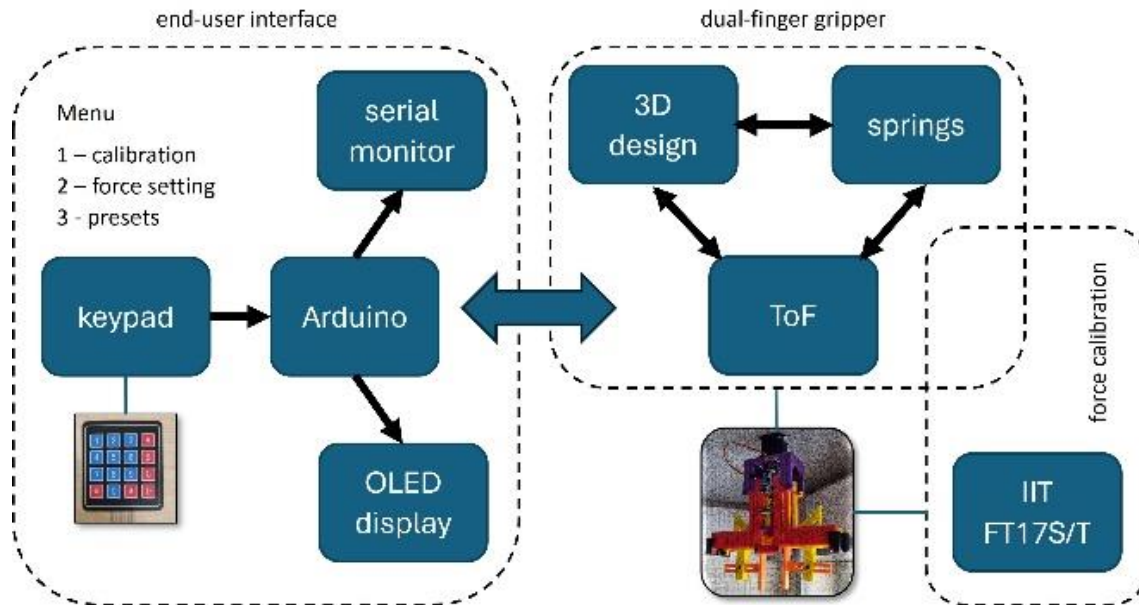 end-user interface
dual-finger gripper
Menu
1 – calibration
2 – force setting
3 - presets
serial
monitor
3D
design
springs
keypad
Arduino
ToF
force calibration
OLED
display
IIT
FT17S/T